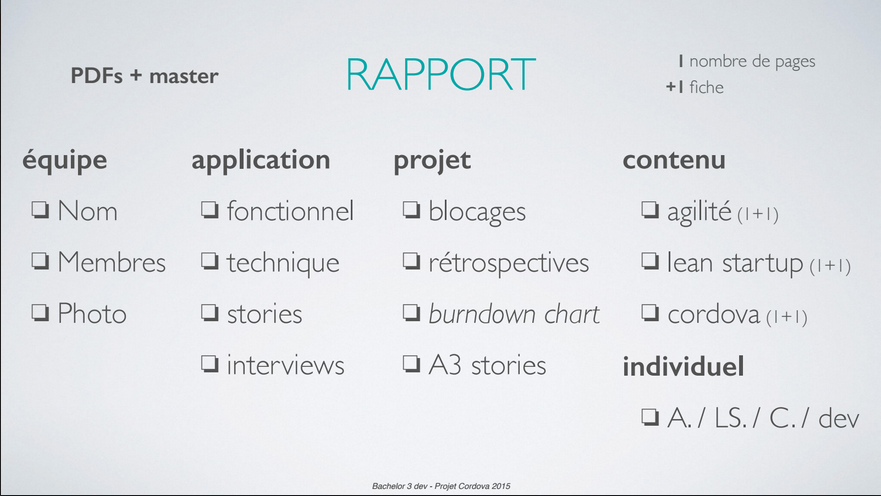 PDFs + master
RAPPORT
1 nombre de pages
+1 fiche
équipe
❏ Nom
❏ Membres
❏ Photo
application
❏ fonctionnel
❏ technique
❏ stories
❏ interviews
projet
❏ blocages
❏ rétrospectives
❏ burndown chart
❏ A3 stories
contenu
❏ agilité (1+1)
❏ lean startup (1+1)
❏ cordova (1+1)
individuel
❏ A. / LS. / C. / dev
Bachelor 3 dev - Projet Cordova 2015